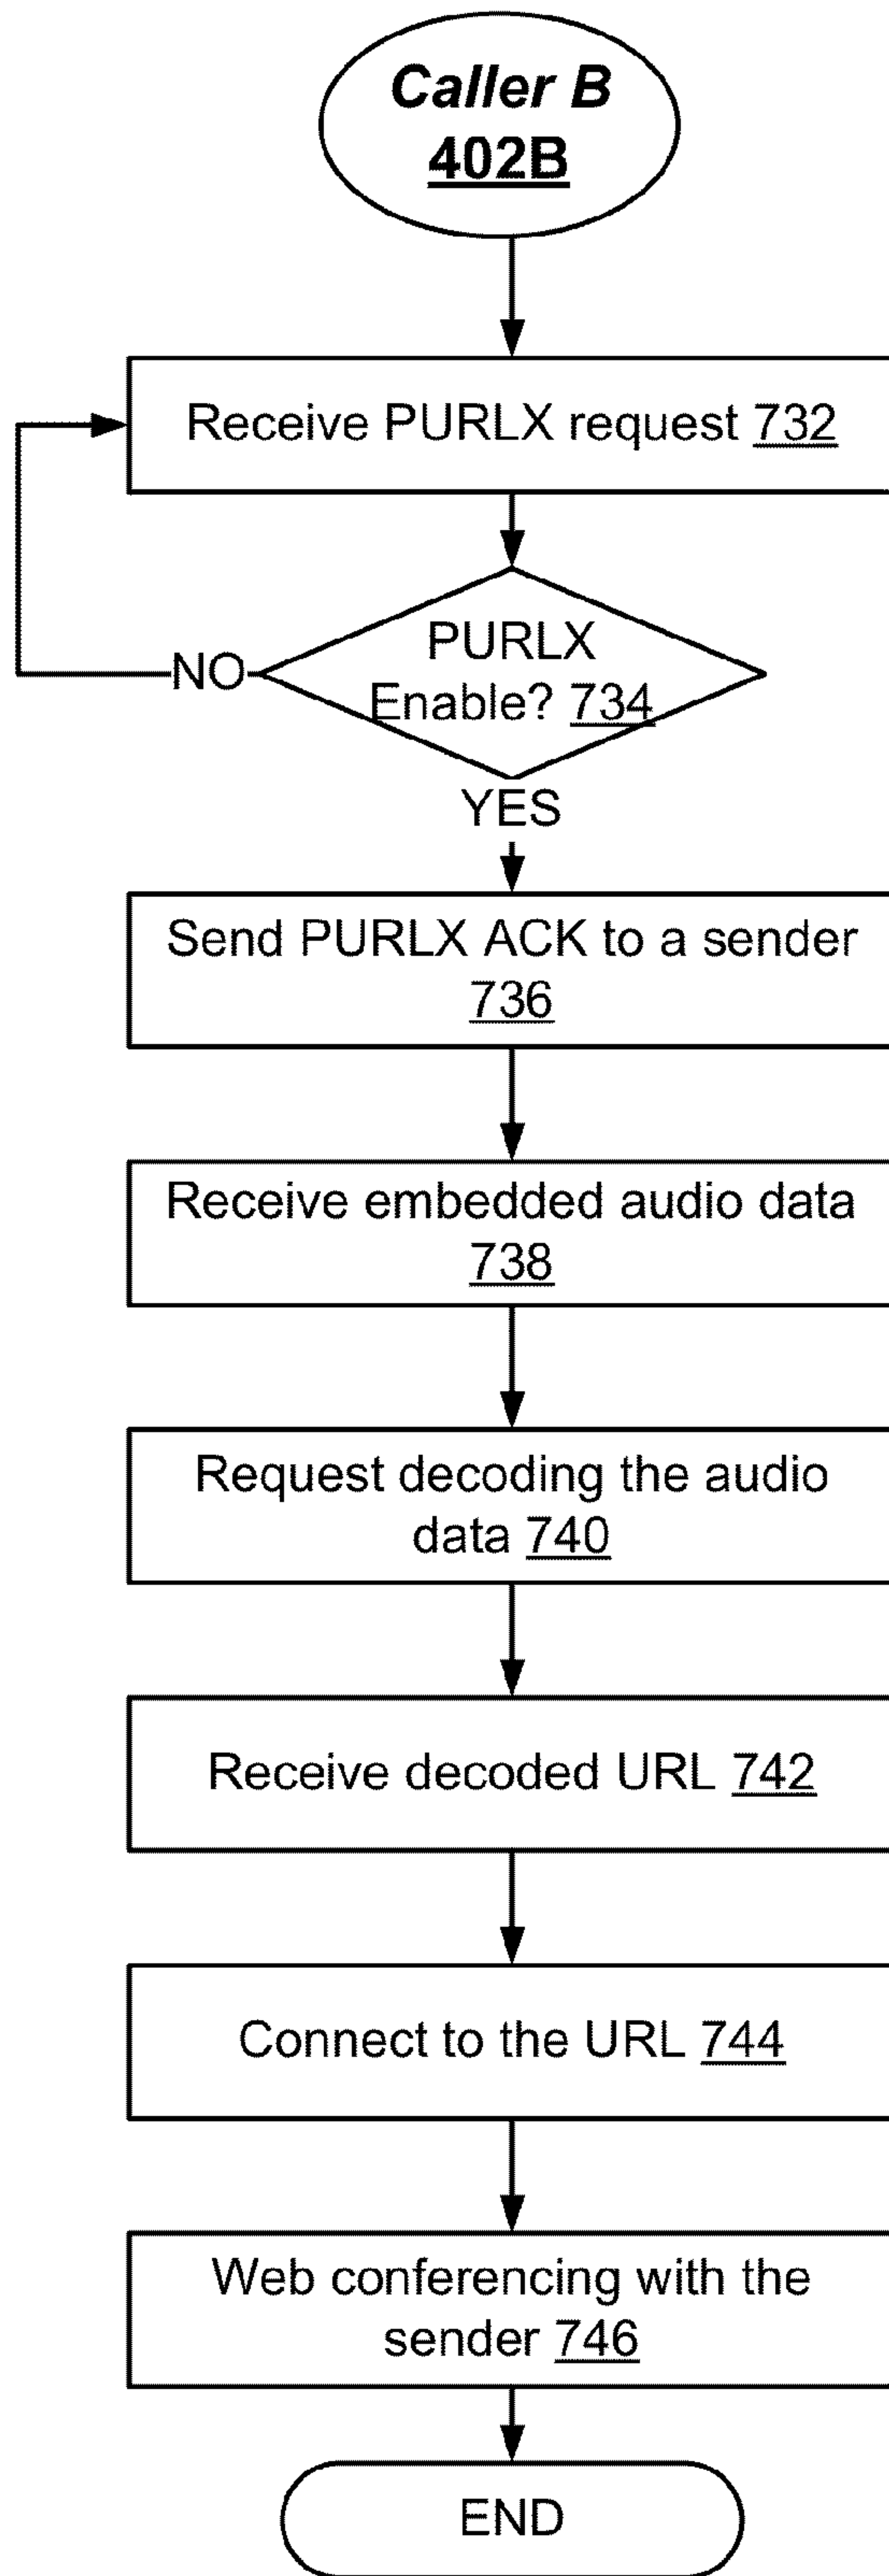 Caller B
402B
Receive PURLX request 732
PURLX
NO
Enable? 734
YES
Send PURLX ACK to a sender
736
Receive embedded audio data
738
Request decoding the audio
data 740
Receive decoded URL 742
Connect to the URL 744
Web conferencing with the
sender 746
END